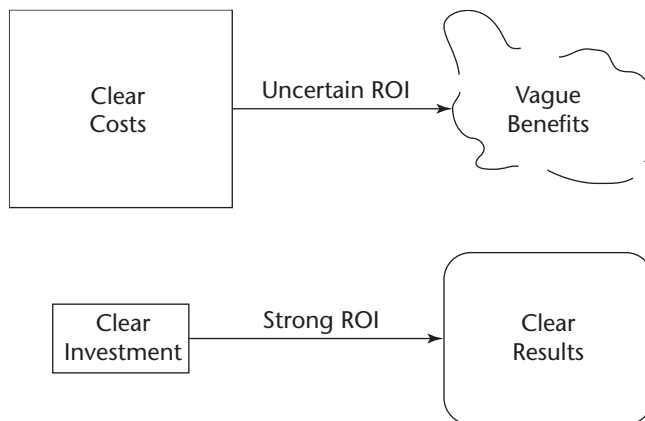 Clear
Costs
Uncertain ROI
Vague
Benefits
Clear
Investment
Strong ROI
Clear
Results